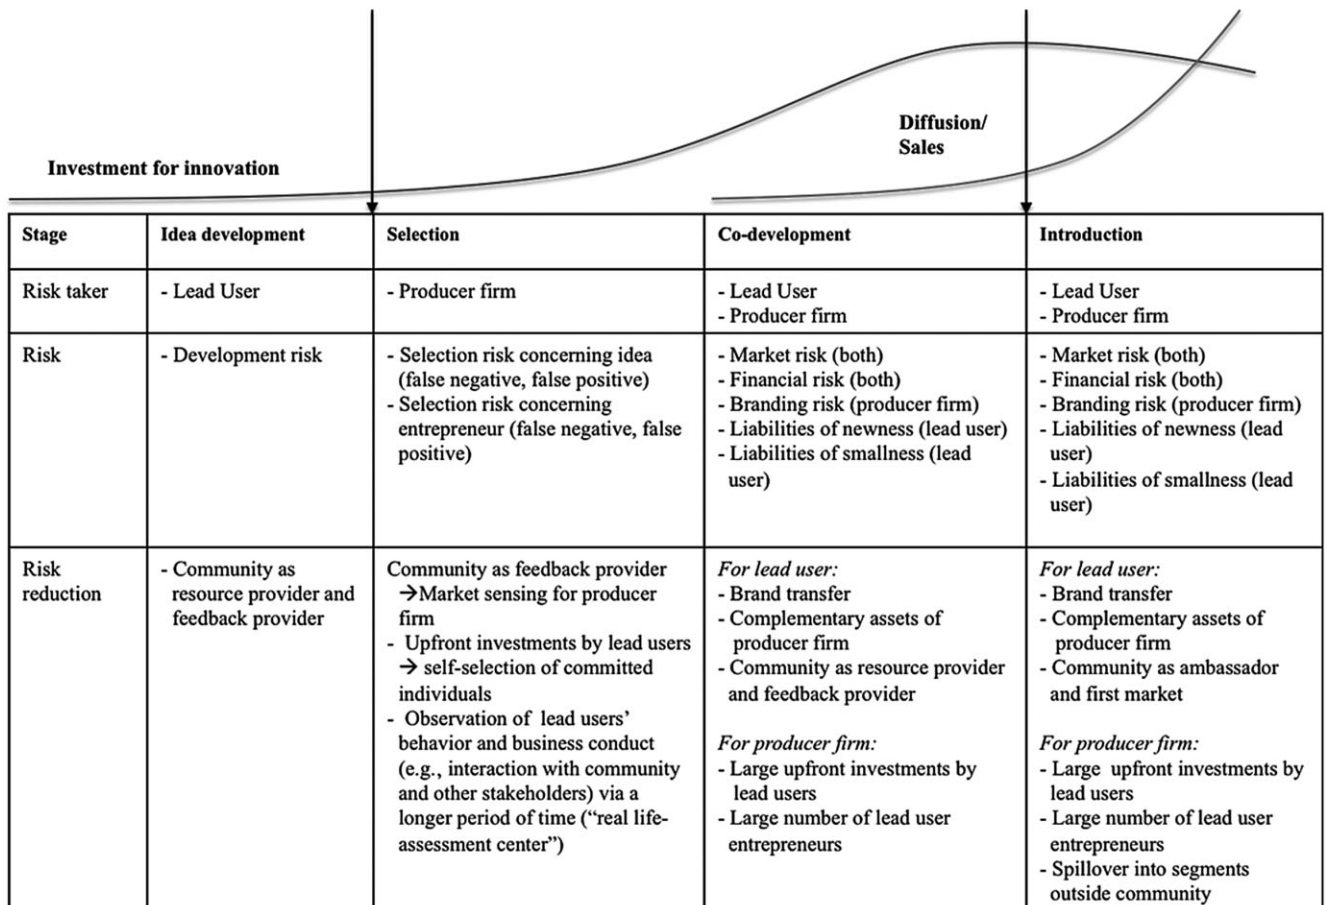 Diffusion/
Sales
Investment for innovation
Stage
Idea development
Selection
Co-development
Introduction
Risk taker
- Lead User
- Producer firm
- Lead User
- Producer firm
- Lead User
- Producer firm
Risk
- Development risk
- Selection risk concerning idea
(false negative, false positive)
- Selection risk concerning
entrepreneur (false negative, false
positive)
- Market risk (both)
- Financial risk (both)
- Branding risk (producer firm)
- Liabilities of newness (lead user)
- Liabilities of smallness (lead
user)
- Market risk (both)
- Financial risk (both)
- Branding risk (producer firm)
- Liabilities of newness (lead
user)
- Liabilities of smallness (lead
user)
Risk
reduction
- Community as
resource provider and
feedback provider
Community as feedback provider
→Market sensing for producer
firm
- Upfront investments by lead users
→ self-selection of committed
individuals
- Observation of lead users’
behavior and business conduct
(e.g., interaction with community
and other stakeholders) via a
longer period of time (“real life-
assessment center”)
For lead user:
- Brand transfer
- Complementary assets of
producer firm
- Community as resource provider
and feedback provider
For producer firm:
- Large upfront investments by
lead users
- Large number of lead user
entrepreneurs
For lead user:
- Brand transfer
- Complementary assets of
producer firm
- Community as ambassador
and first market
For producer firm:
- Large upfront investments by
lead users
- Large number of lead user
entrepreneurs
- Spillover into segments
outside community